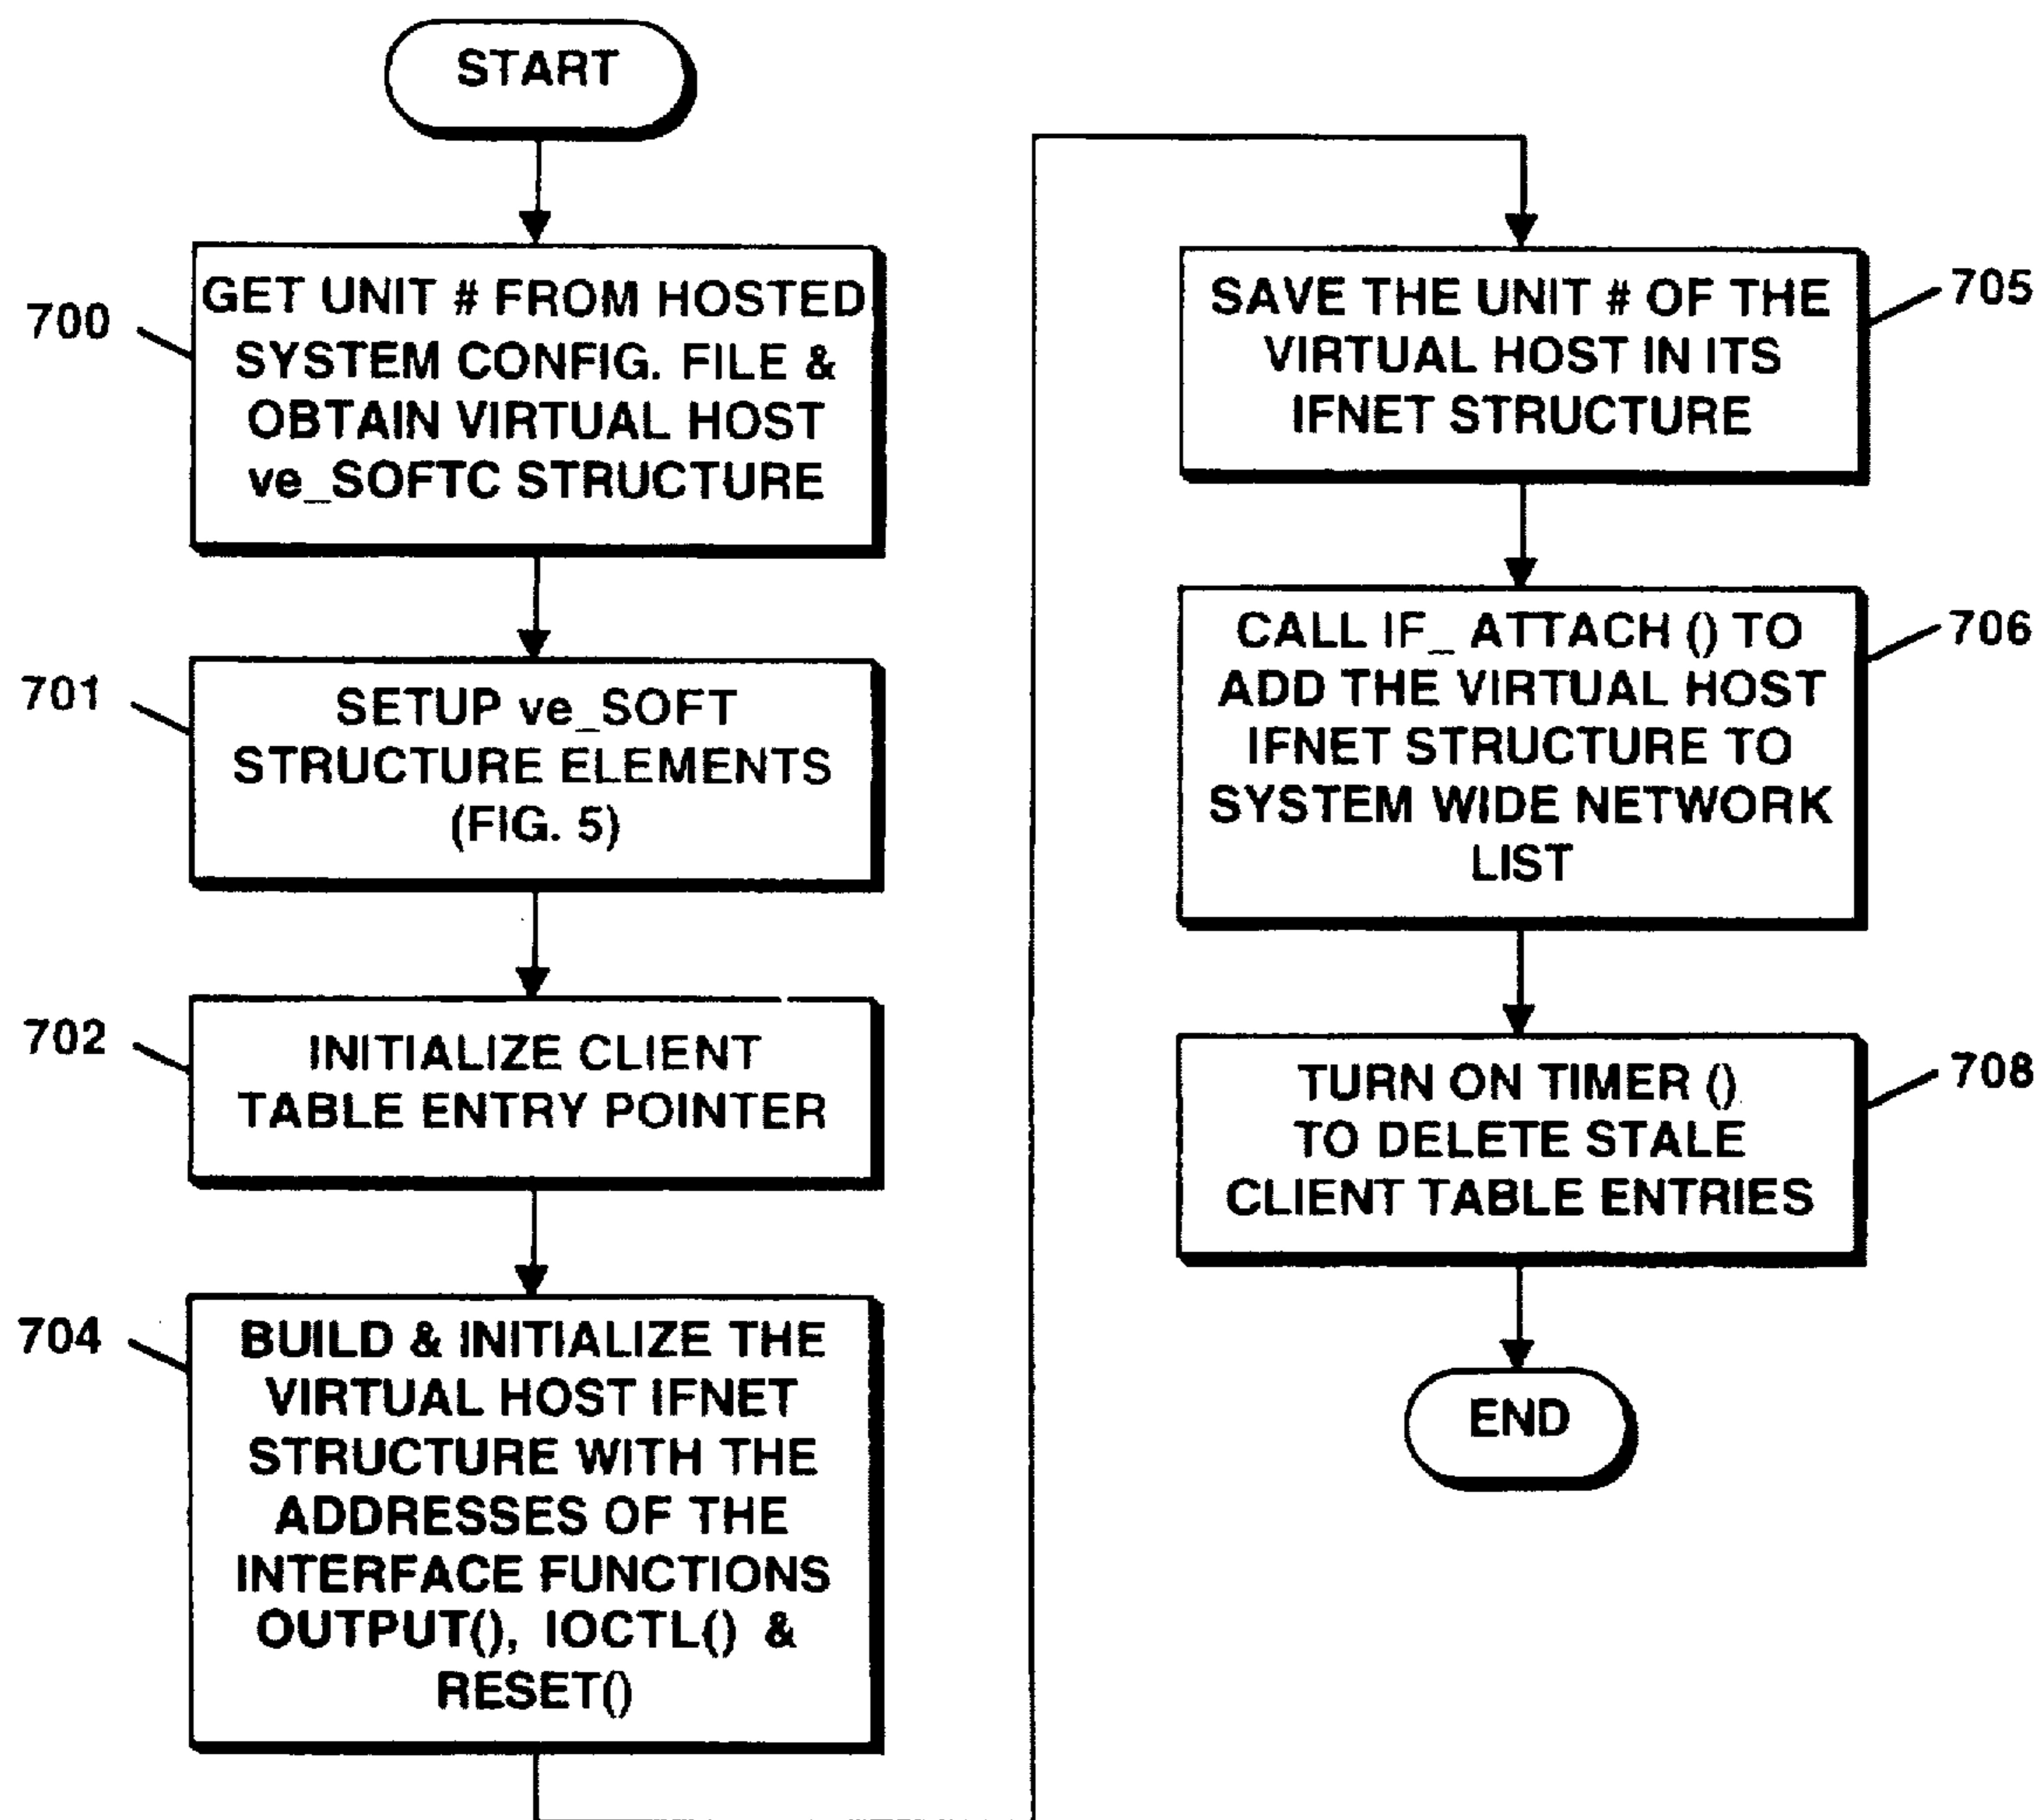 START
700
GET UNIT # FROM HOSTED
SYSTEM CONFIG. FILE &
OBTAIN VIRTUAL HOST
ve_SOFTC STRUCTURE
701
SETUP ve_SOFT
STRUCTURE ELEMENTS
(FIG. 5)
702
INITIALIZE CLIENT
TABLE ENTRY POINTER
704
BUILD & INITIALIZE THE
VIRTUAL HOST IFNET
STRUCTURE WITH THE
ADDRESSES OF THE
INTERFACE FUNCTIONS
OUTPUT(), IOCTL() &
RESET()
705
SAVE THE UNIT # OF THE
VIRTUAL HOST IN ITS
IFNET STRUCTURE
706
CALL IF_ ATTACH () TO
ADD THE VIRTUAL HOST
IFNET STRUCTURE TO
SYSTEM WIDE NETWORK
LIST
708
TURN ON TIMER ()
TO DELETE STALE
CLIENT TABLE ENTRIES
END